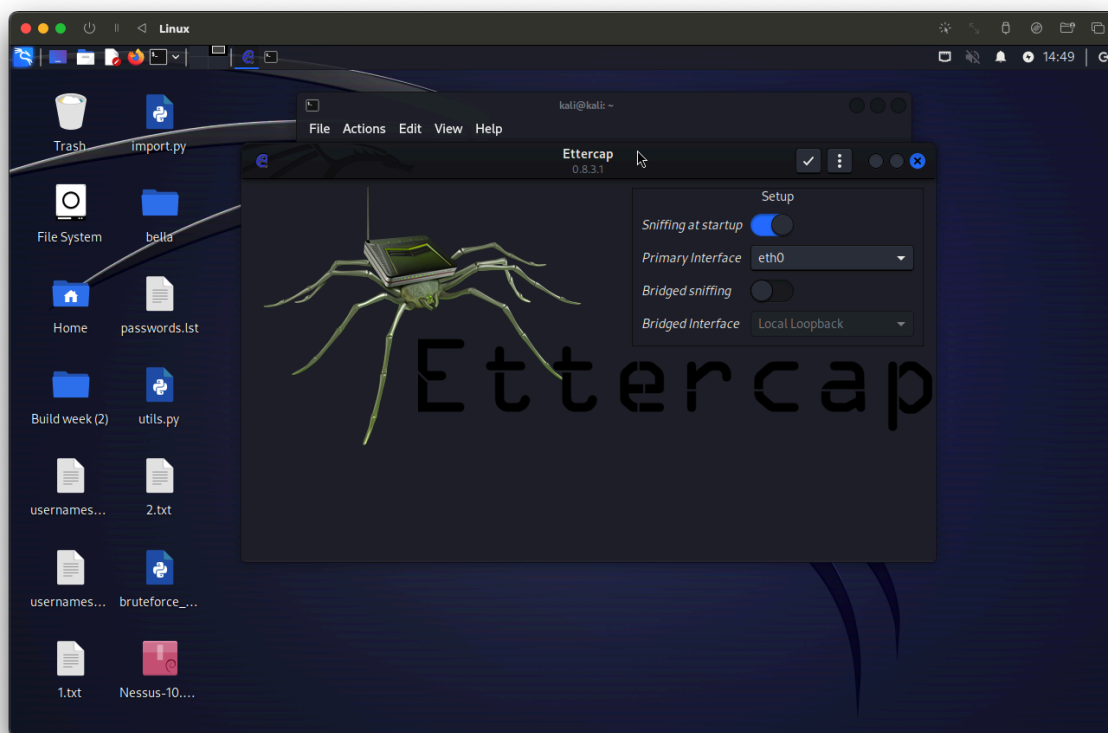 Linux
14:49
kali@kali: ~
File Actions Edit View Help
Ettercap
0.8.3.1
Setup
Sniffing at startup
Primary Interface eth0
Bridged sniffing
Bridged Interface Local Loopback
Ettercap
Trash import.py
File System bella
Home passwords.lst
Build week (2) utils.py
usernames... 2.txt
usernames... bruteforce_...
1.txt Nessus-10....